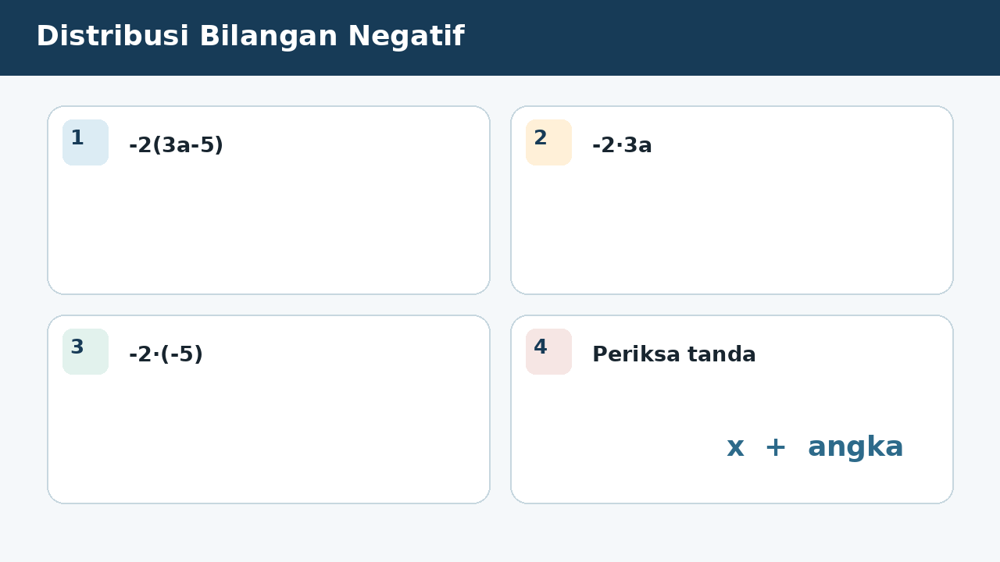 Distribusi Bilangan Negatif
1 -2(3a-5)
2 -2·3a
3 -2·(-5)
4 Periksa tanda
x + angka